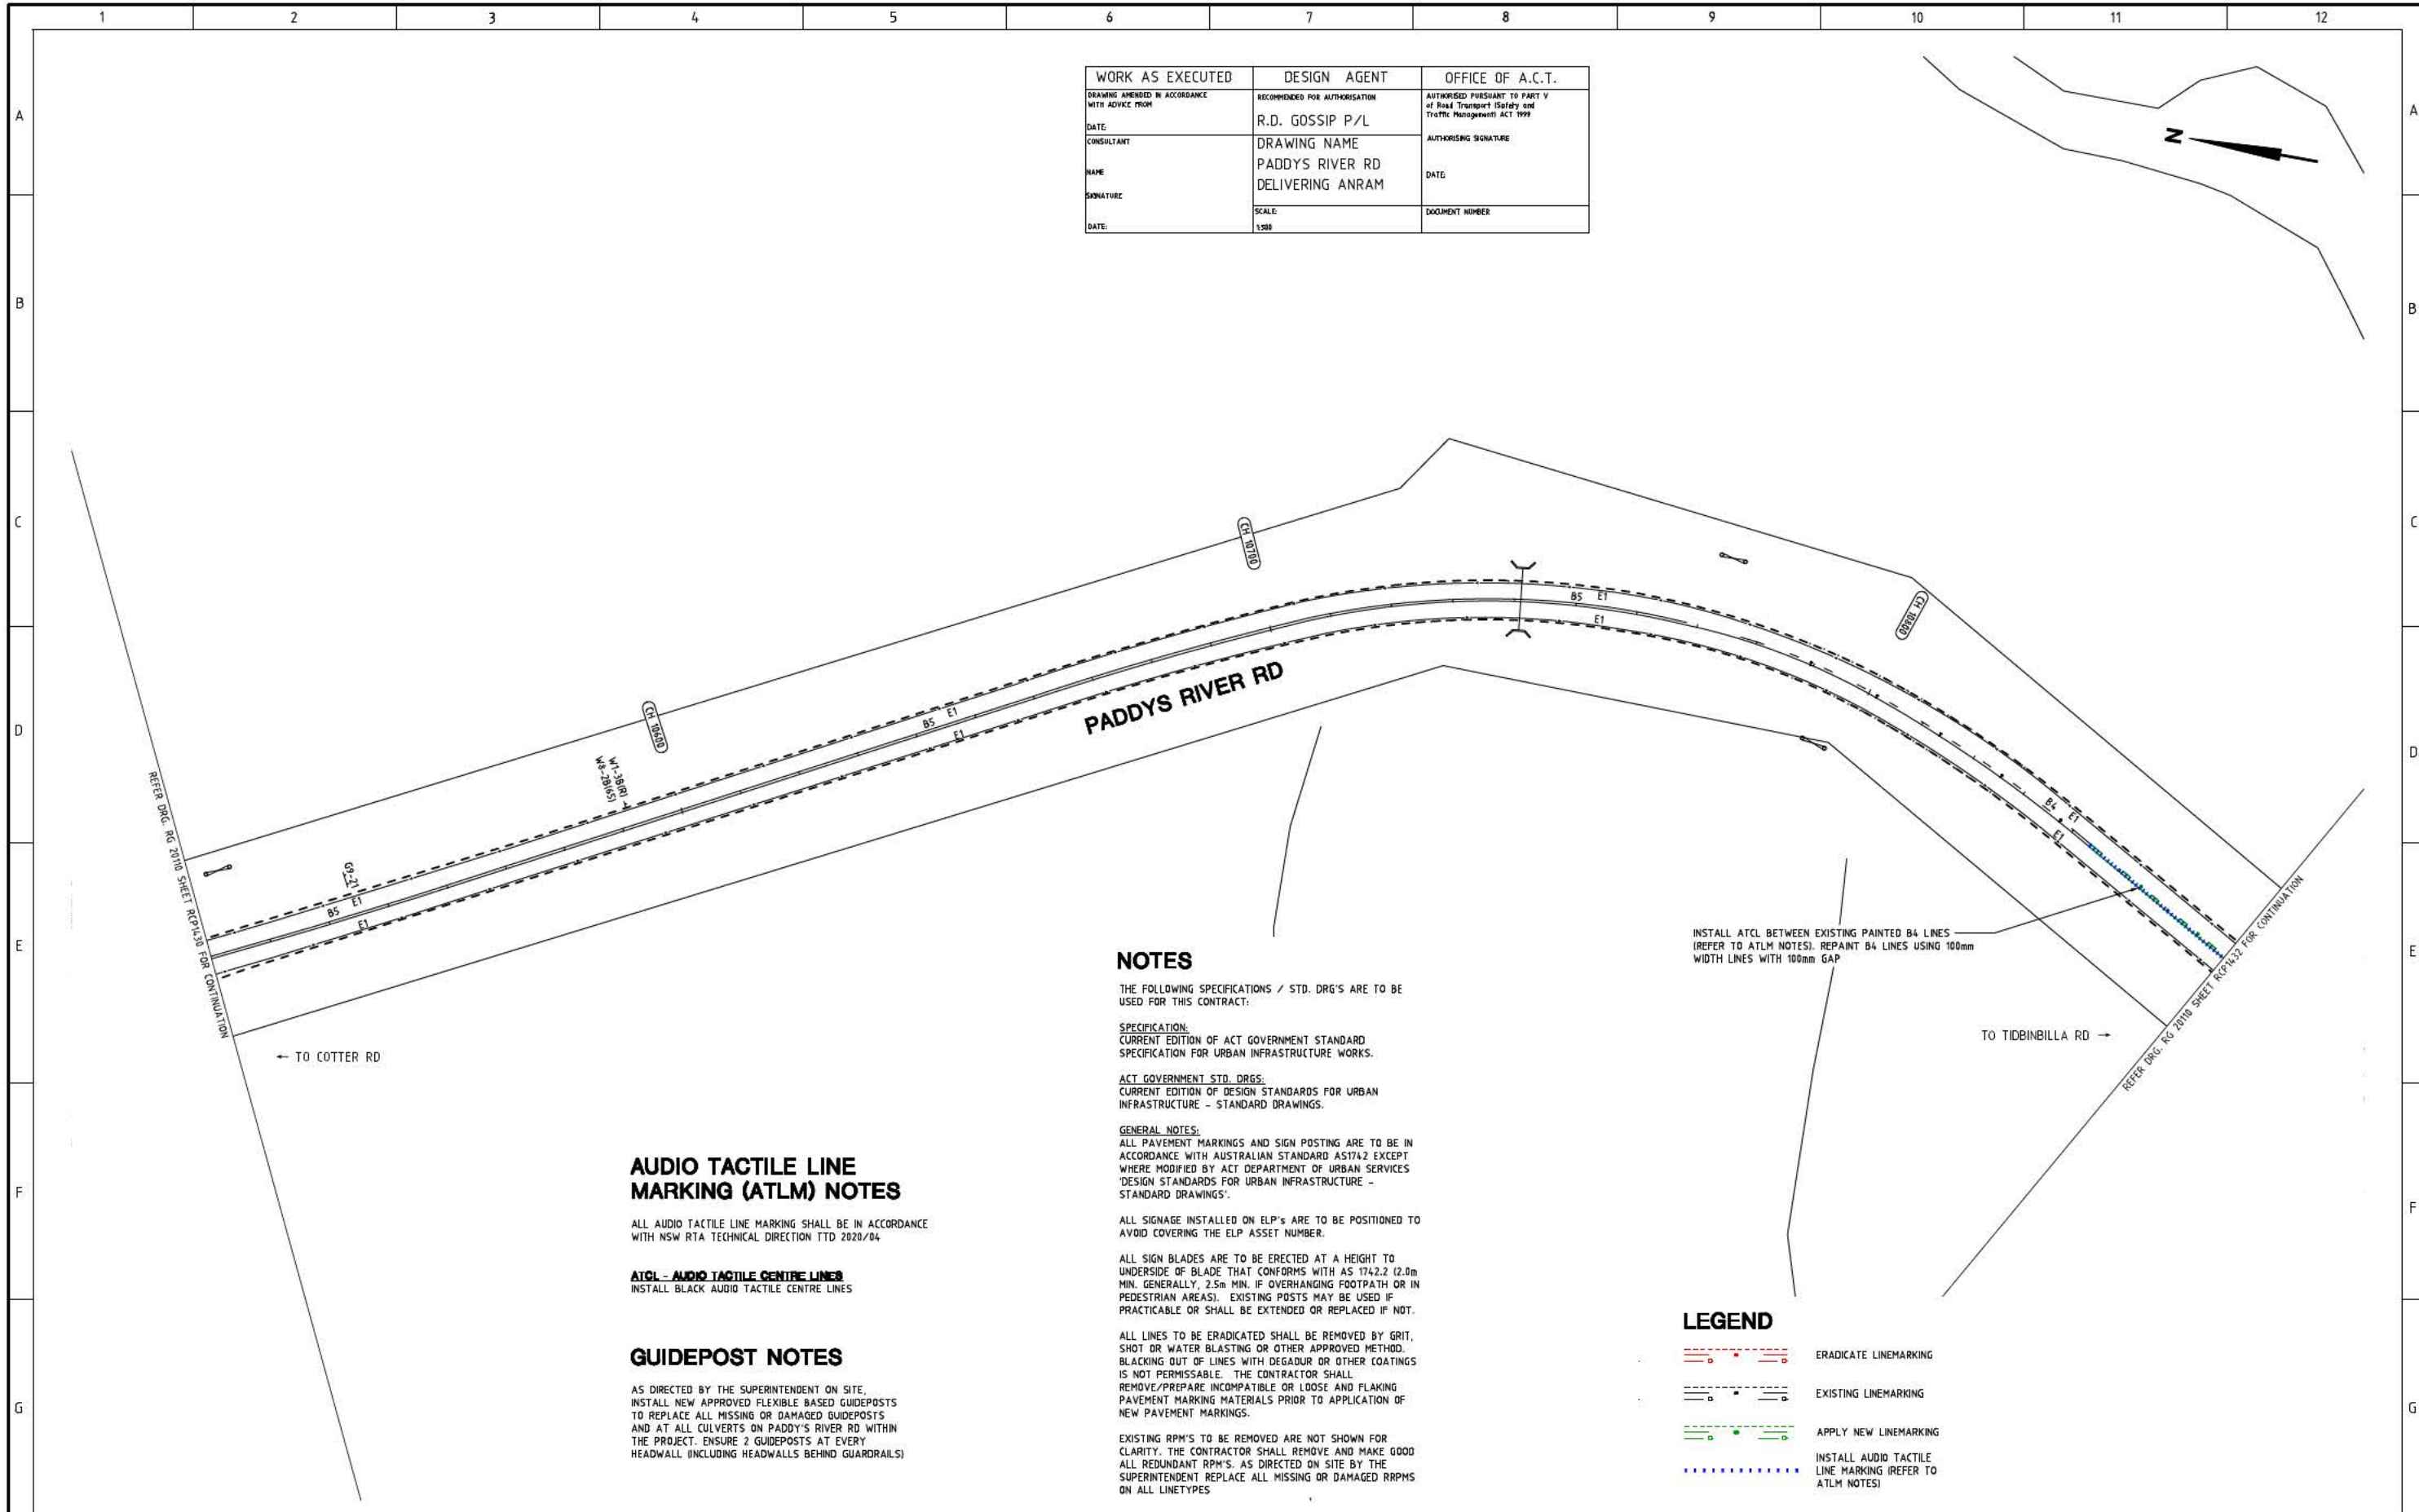 1 2 3 4 5 6 7 8 9 10 11 12
A
B
C
D
E
F
G
A
B
C
D
E
F
G
WORK AS EXECUTED
DRAWING AMENDED IN ACCORDANCE
WITH ADVICE FROM
DATE:
CONSULTANT
NAME
SIGNATURE
DATE:
DESIGN AGENT
RECOMMENDED FOR AUTHORISATION
R.D. GOSSIP P/L
DRAWING NAME
PADDYS RIVER RD
DELIVERING ANRAM
SCALE:
1:500
OFFICE OF A.C.T.
AUTHORISED PURSUANT TO PART V
of Road Transport (Safety and
Traffic Management) ACT 1999
AUTHORISING SIGNATURE
DATE:
DOCUMENT NUMBER
N
REFER DRG. RG 20110 SHEET RCP1430 FOR CONTINUATION
G9-21
B5 E1
E1
CH 10600
W1-3B(R)
W8-2B(65)
B5 E1
E1
CH 10700
PADDYS RIVER RD
B5 E1
E1
CH 10800
B4 E1
E1
INSTALL ATCL BETWEEN EXISTING PAINTED B4 LINES
(REFER TO ATLM NOTES). REPAINT B4 LINES USING 100mm
WIDTH LINES WITH 100mm GAP
REFER DRG. RG 20110 SHEET RCP1432 FOR CONTINUATION
← TO COTTER RD
TO TIDBINBILLA RD →
AUDIO TACTILE LINE
MARKING (ATLM) NOTES
ALL AUDIO TACTILE LINE MARKING SHALL BE IN ACCORDANCE
WITH NSW RTA TECHNICAL DIRECTION TTD 2020/04
ATCL - AUDIO TACTILE CENTRE LINES
INSTALL BLACK AUDIO TACTILE CENTRE LINES
GUIDEPOST NOTES
AS DIRECTED BY THE SUPERINTENDENT ON SITE,
INSTALL NEW APPROVED FLEXIBLE BASED GUIDEPOSTS
TO REPLACE ALL MISSING OR DAMAGED GUIDEPOSTS
AND AT ALL CULVERTS ON PADDY'S RIVER RD WITHIN
THE PROJECT. ENSURE 2 GUIDEPOSTS AT EVERY
HEADWALL (INCLUDING HEADWALLS BEHIND GUARDRAILS)
NOTES
THE FOLLOWING SPECIFICATIONS / STD. DRG'S ARE TO BE
USED FOR THIS CONTRACT:
SPECIFICATION:
CURRENT EDITION OF ACT GOVERNMENT STANDARD
SPECIFICATION FOR URBAN INFRASTRUCTURE WORKS.
ACT GOVERNMENT STD. DRGS:
CURRENT EDITION OF DESIGN STANDARDS FOR URBAN
INFRASTRUCTURE - STANDARD DRAWINGS.
GENERAL NOTES:
ALL PAVEMENT MARKINGS AND SIGN POSTING ARE TO BE IN
ACCORDANCE WITH AUSTRALIAN STANDARD AS1742 EXCEPT
WHERE MODIFIED BY ACT DEPARTMENT OF URBAN SERVICES
'DESIGN STANDARDS FOR URBAN INFRASTRUCTURE -
STANDARD DRAWINGS'.
ALL SIGNAGE INSTALLED ON ELP's ARE TO BE POSITIONED TO
AVOID COVERING THE ELP ASSET NUMBER.
ALL SIGN BLADES ARE TO BE ERECTED AT A HEIGHT TO
UNDERSIDE OF BLADE THAT CONFORMS WITH AS 1742.2 (2.0m
MIN. GENERALLY, 2.5m MIN. IF OVERHANGING FOOTPATH OR IN
PEDESTRIAN AREAS). EXISTING POSTS MAY BE USED IF
PRACTICABLE OR SHALL BE EXTENDED OR REPLACED IF NOT.
ALL LINES TO BE ERADICATED SHALL BE REMOVED BY GRIT,
SHOT OR WATER BLASTING OR OTHER APPROVED METHOD.
BLACKING OUT OF LINES WITH DEGADUR OR OTHER COATINGS
IS NOT PERMISSABLE. THE CONTRACTOR SHALL
REMOVE/PREPARE INCOMPATIBLE OR LOOSE AND FLAKING
PAVEMENT MARKING MATERIALS PRIOR TO APPLICATION OF
NEW PAVEMENT MARKINGS.
EXISTING RPM'S TO BE REMOVED ARE NOT SHOWN FOR
CLARITY. THE CONTRACTOR SHALL REMOVE AND MAKE GOOD
ALL REDUNDANT RPM'S. AS DIRECTED ON SITE BY THE
SUPERINTENDENT REPLACE ALL MISSING OR DAMAGED RRPMS
ON ALL LINETYPES
LEGEND
ERADICATE LINEMARKING
EXISTING LINEMARKING
APPLY NEW LINEMARKING
INSTALL AUDIO TACTILE
LINE MARKING (REFER TO
ATLM NOTES)